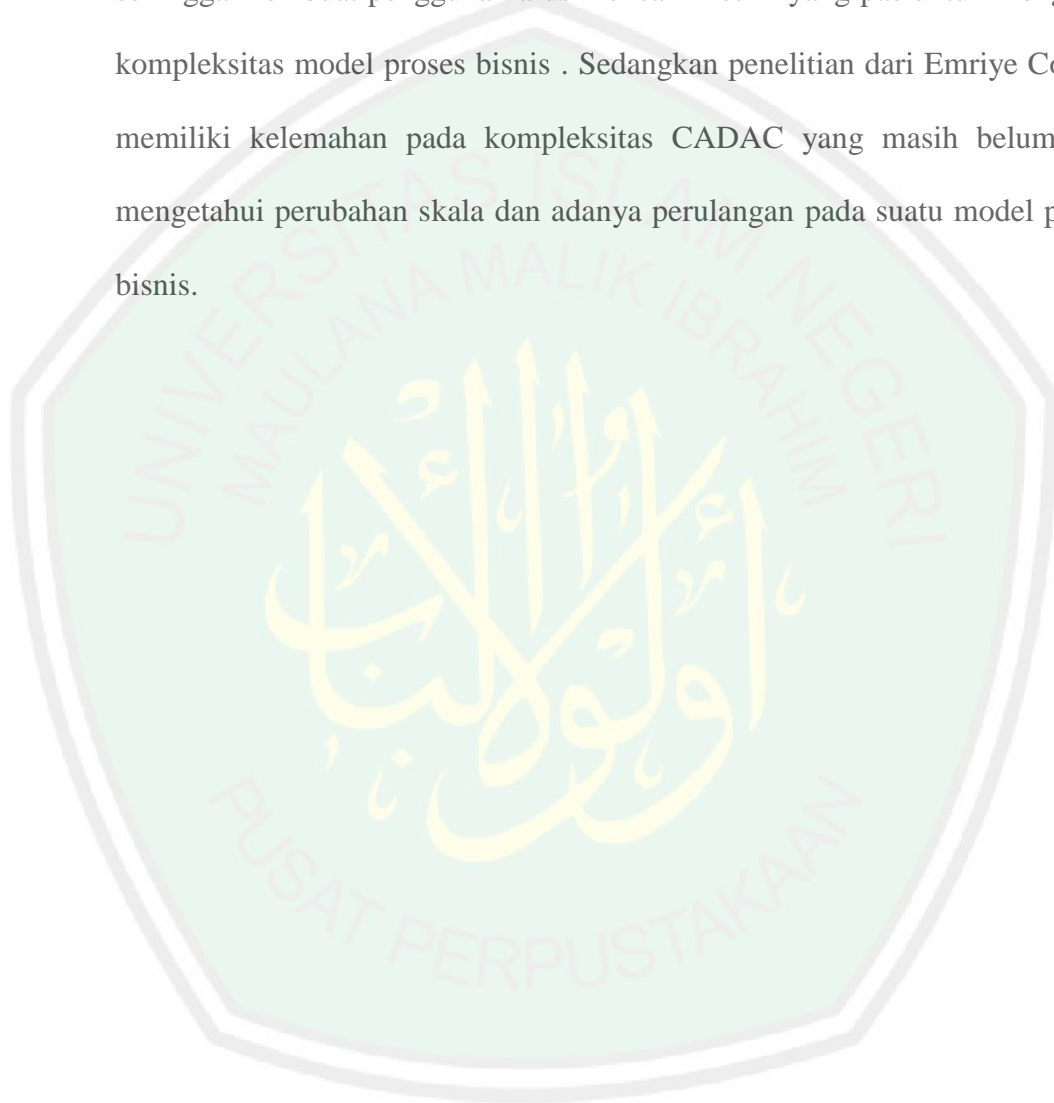 kompleksitas model proses bisnis . Sedangkan penelitian dari Emriye
memiliki kelemahan pada kompleksitas CADAC yang masih belum
mengetahui perubahan skala dan adanya perulangan pada suatu model
bisnis.
UNIVERSITAS ISLAM NEGERI
MAULANA MALIK IBRAHIM
PUSAT PERPUSTAKAAN